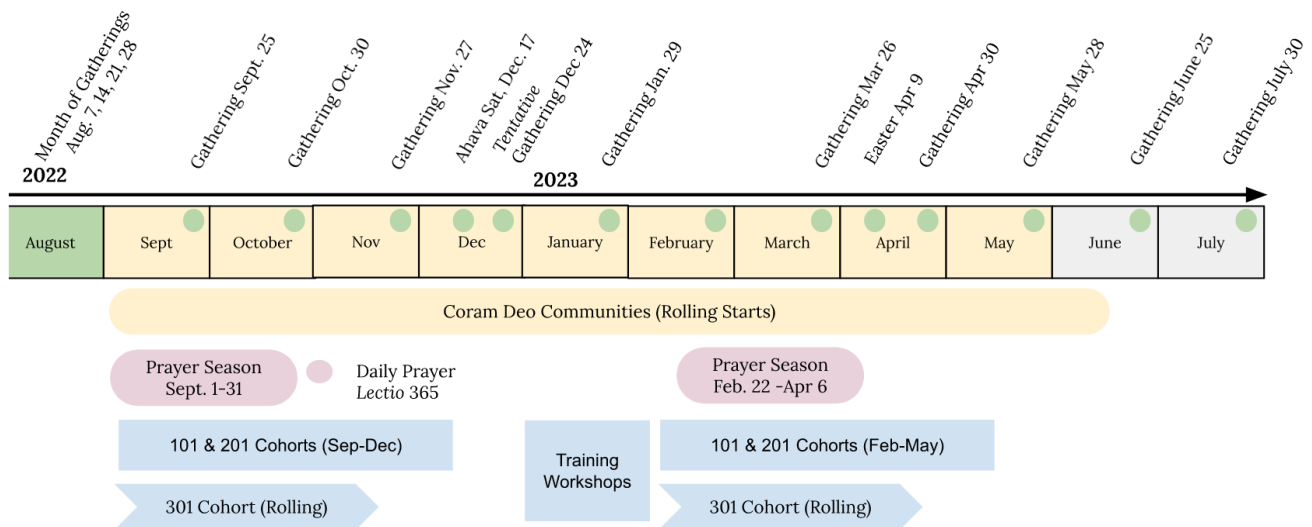 Month of Gatherings
Aug. 7, 14, 21, 28
Gathering Sept. 25
Gathering Oct. 30
Gathering Nov. 27
Ahava Sat, Dec. 17
Tentative
Gathering Dec 24
Gathering Jan. 29
Gathering Mar 26
Easter Apr 9
Gathering Apr 30
Gathering May 28
Gathering June 25
Gathering July 30
2022
2023
August
Sept
October
Nov
Dec
January
February
March
April
May
June
July
Coram Deo Communities (Rolling Starts)
Prayer Season
Sept. 1-31
Daily Prayer
Lectio 365
Prayer Season
Feb. 22 -Apr 6
101 & 201 Cohorts (Sep-Dec)
Training
Workshops
101 & 201 Cohorts (Feb-May)
301 Cohort (Rolling)
301 Cohort (Rolling)